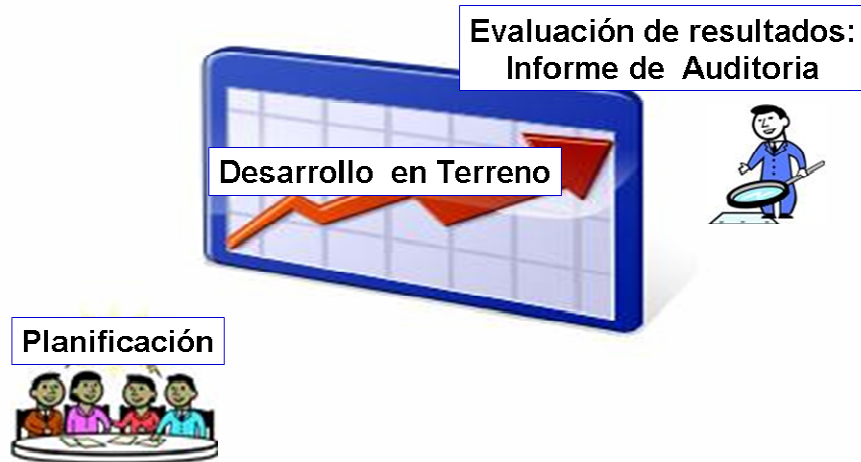 Evaluación de resultados:
Informe de Auditoria
Desarrollo en Terreno
Planificación